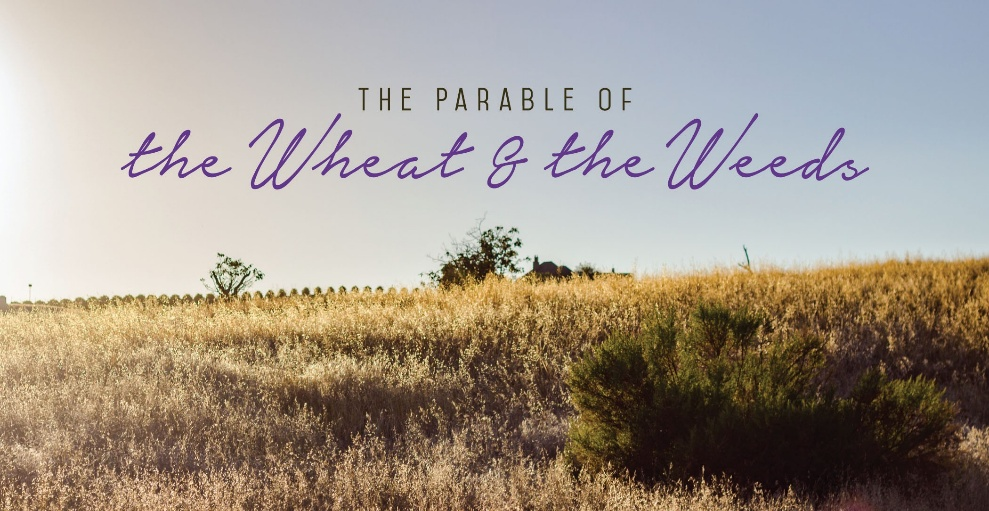 THE PARABLE OF
the Wheat & the Weeds